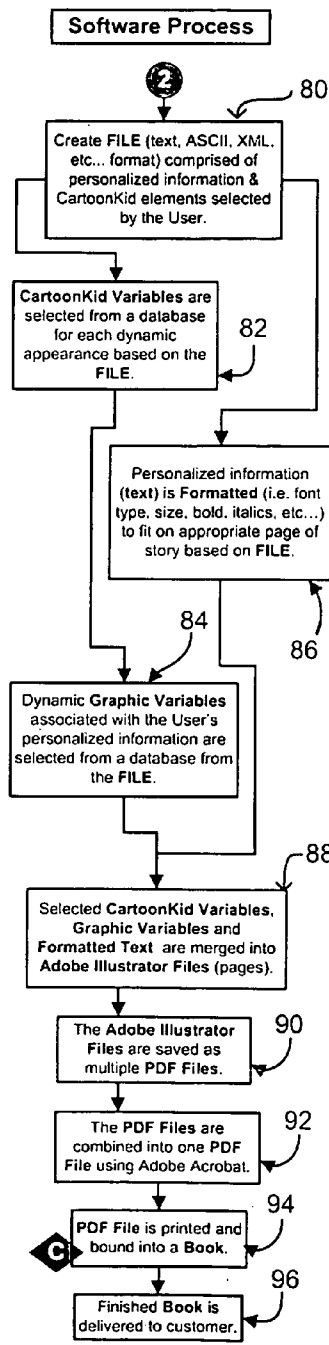 Software Process
2
80
Create FILE (text, ASCII, XML,
etc... format) comprised of
personalized information &
CartoonKid elements selected
by the User.
CartoonKid Variables are
selected from a database
for each dynamic
appearance based on the
FILE.
82
Personalized information
(text) is Formatted (i.e. font
type, size, bold, italics, etc...)
to fit on appropriate page of
story based on FILE.
86
84
Dynamic Graphic Variables
associated with the User's
personalized information are
selected from a database from
the FILE.
88
Selected CartoonKid Variables,
Graphic Variables and
Formatted Text are merged into
Adobe Illustrator Files (pages).
The Adobe Illustrator
Files are saved as
multiple PDF Files.
90
The PDF Files are
combined into one PDF
File using Adobe Acrobat.
92
94
C
PDF File is printed and
bound into a Book.
96
Finished Book is
delivered to customer.